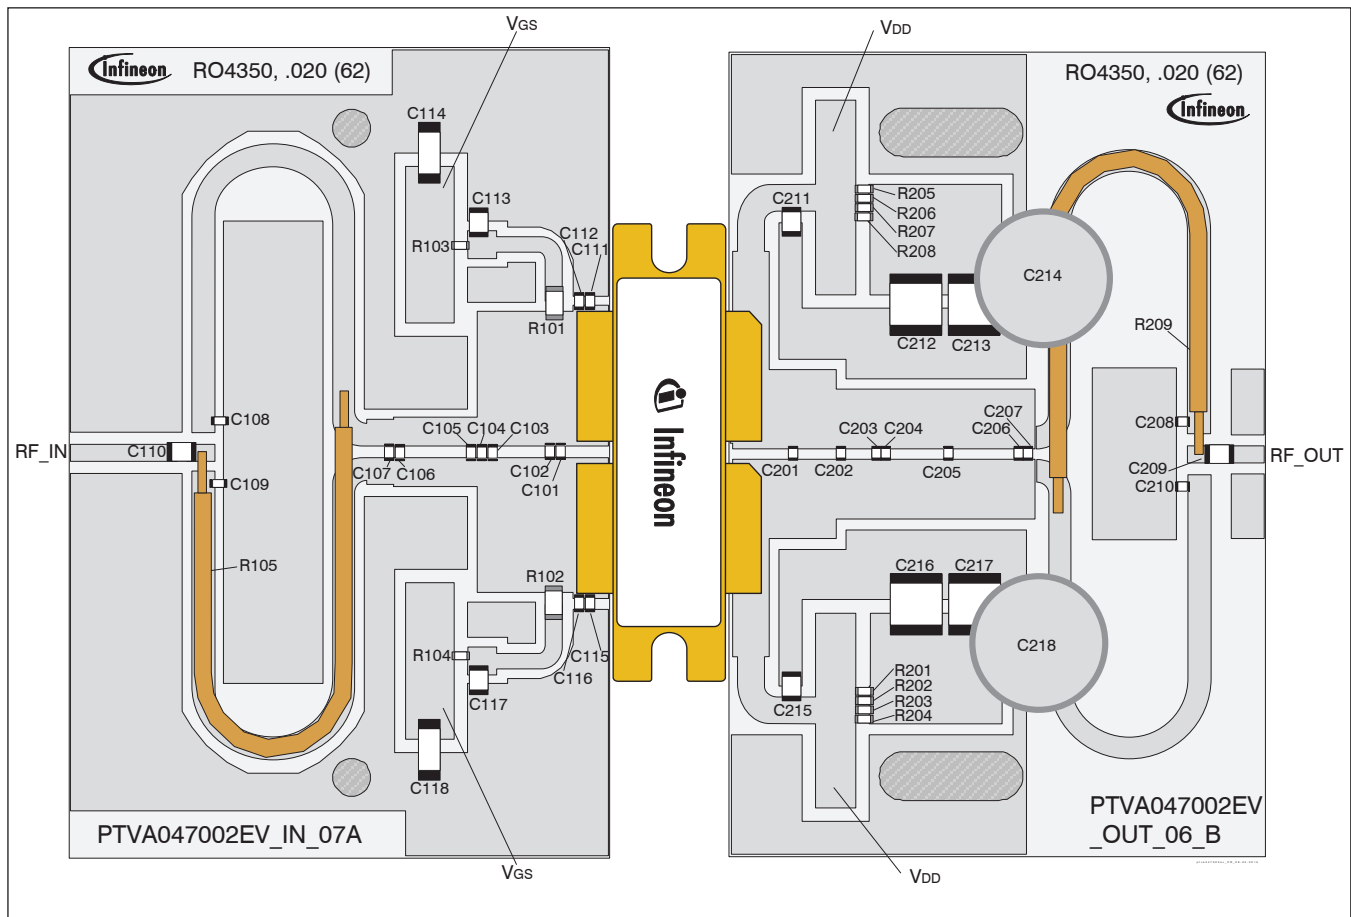 VGS
VDD
Infineon
RO4350, .020 (62)
RO4350, .020 (62)
Infineon
C114
C113
C112
C111
R103
R101
C211
R205
R206
R207
R208
C214
C212
C213
R209
C108
C110
C109
RF_IN
C105
C104
C103
C107
C106
C102
C101
Infineon
C201
C202
C203
C204
C205
C207
C206
C208
C209
C210
RF_OUT
R105
R102
R104
C115
C116
C117
C118
C216
C217
C218
C215
R201
R202
R203
R204
PTVA047002EV_IN_07A
PTVA047002EV
_OUT_06_B
VGS
VDD